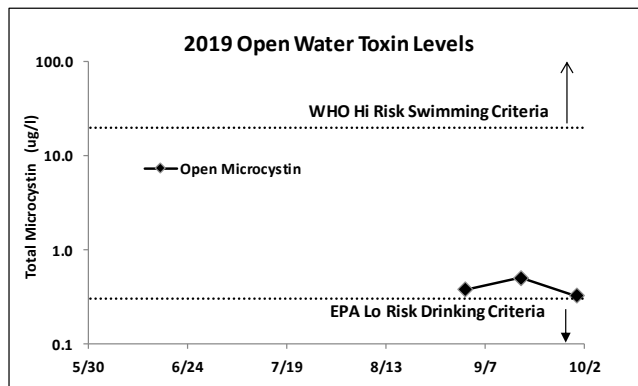 2019 Open Water Toxin Levels
Total Microcystin (ug/l)
100.0
WHO Hi Risk Swimming Criteria
10.0
Open Microcystin
1.0
EPA Lo Risk Drinking Criteria
0.1
5/30 6/24 7/19 8/13 9/7 10/2